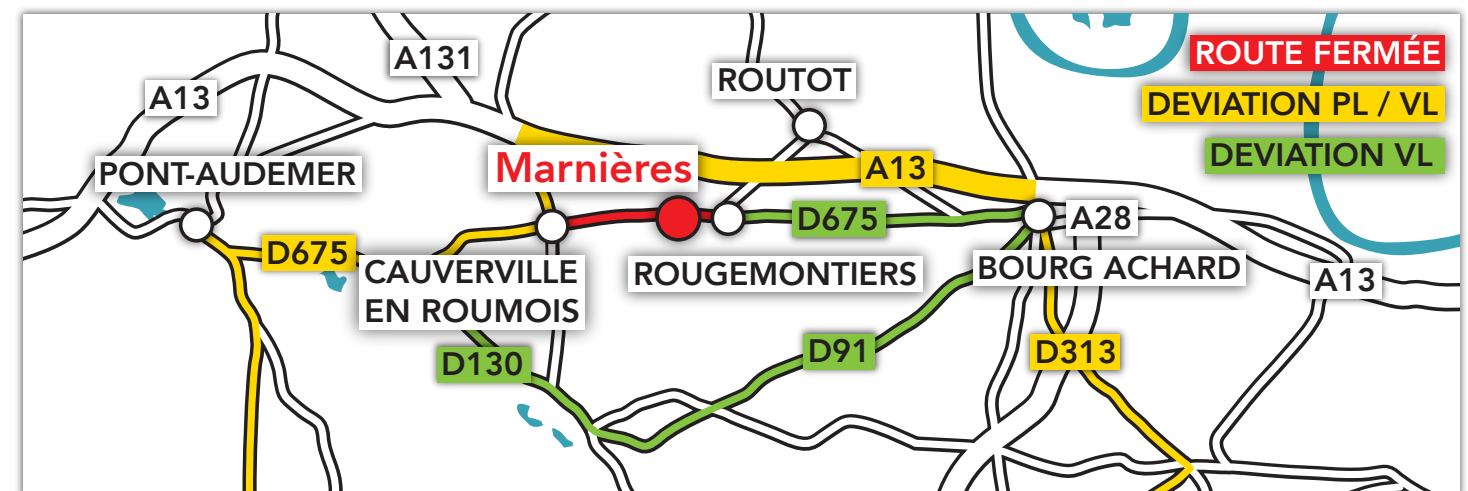 ROUTE FERMÉE
A131
ROUTOT
A13
DEVIATION PL / VL
DEVIATION VL
PONT-AUDEMER
Marnières
A13
D675
A28
D675
CAUVERVILLE
EN ROUMOIS
ROUGEMONTIERS
BOURG ACHARD
A13
D130
D91
D313